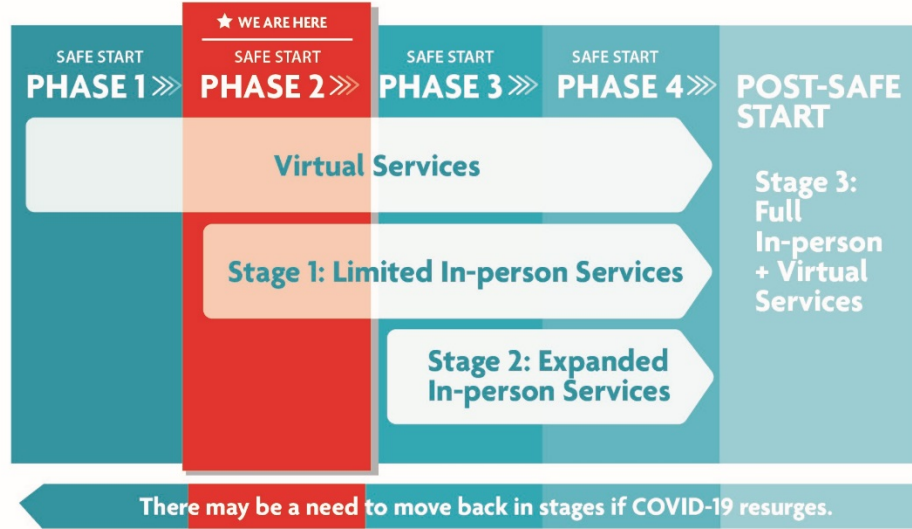 ★ WE ARE HERE
SAFE START
PHASE 1 >>>
SAFE START
PHASE 2 >>>
SAFE START
PHASE 3 >>>
SAFE START
PHASE 4 >>>
POST-SAFE
START
Virtual Services
Stage 1: Limited In-person Services
Stage 2: Expanded
In-person Services
Stage 3:
Full
In-person
+ Virtual
Services
There may be a need to move back in stages if COVID-19 resurges.